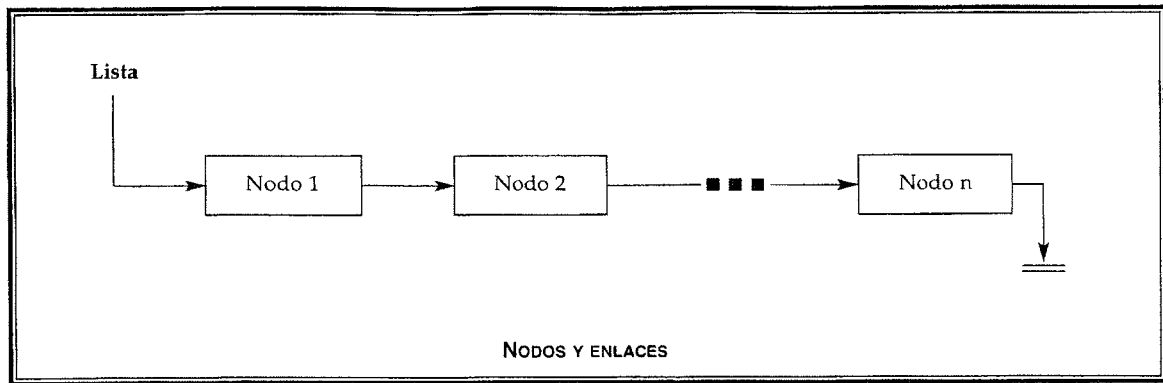 Lista
Nodo 1
Nodo 2
Nodo n
NODOS Y ENLACES